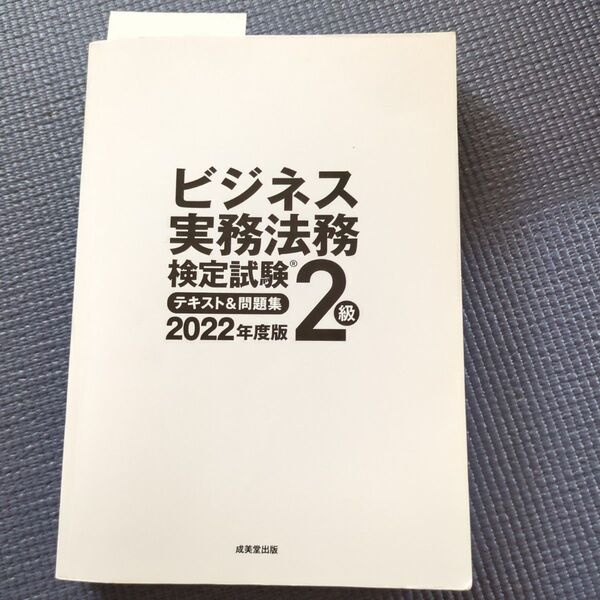 ビジネス
実務法務
検定試験®
テキスト&問題集
2022年度版
2級
成美堂出版